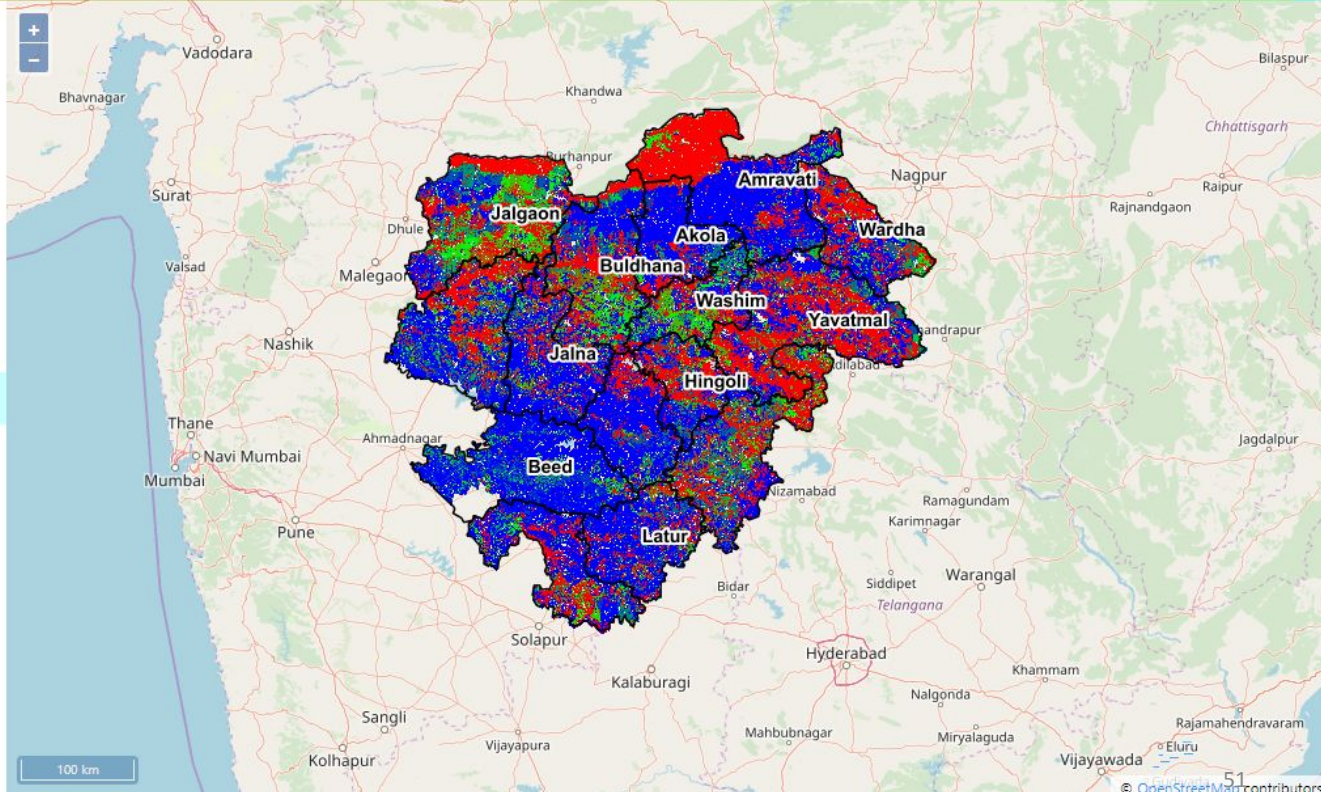 +
−
Vadodara
Bilaspur
Bhavnagar
Khandwa
Chhattisgarh
Burhanpur
Amravati
Nagpur
Surat
Raipur
Rajnandgaon
Jalgaon
Dhule
Wardha
Akola
Valsad
Buldhana
Malegaon
Washim
Yavatmal
Nashik
Jalna
Hingoli
Thane
Ahmadnagar
Jagdalpur
Navi Mumbai
Beed
Mumbai
Nizamabad
Ramagundam
Karimnagar
Pune
Latur
Bidar
Siddipet
Warangal
Telangana
Solapur
Hyderabad
Khammam
Kalaburagi
Nalgonda
Sangli
Rajamahendravaram
Mahbubnagar
Miryalaguda
Vijayapura
Eluru
Kolhapur
Vijayawada
100 km
51
© OpenStreetMap contributors